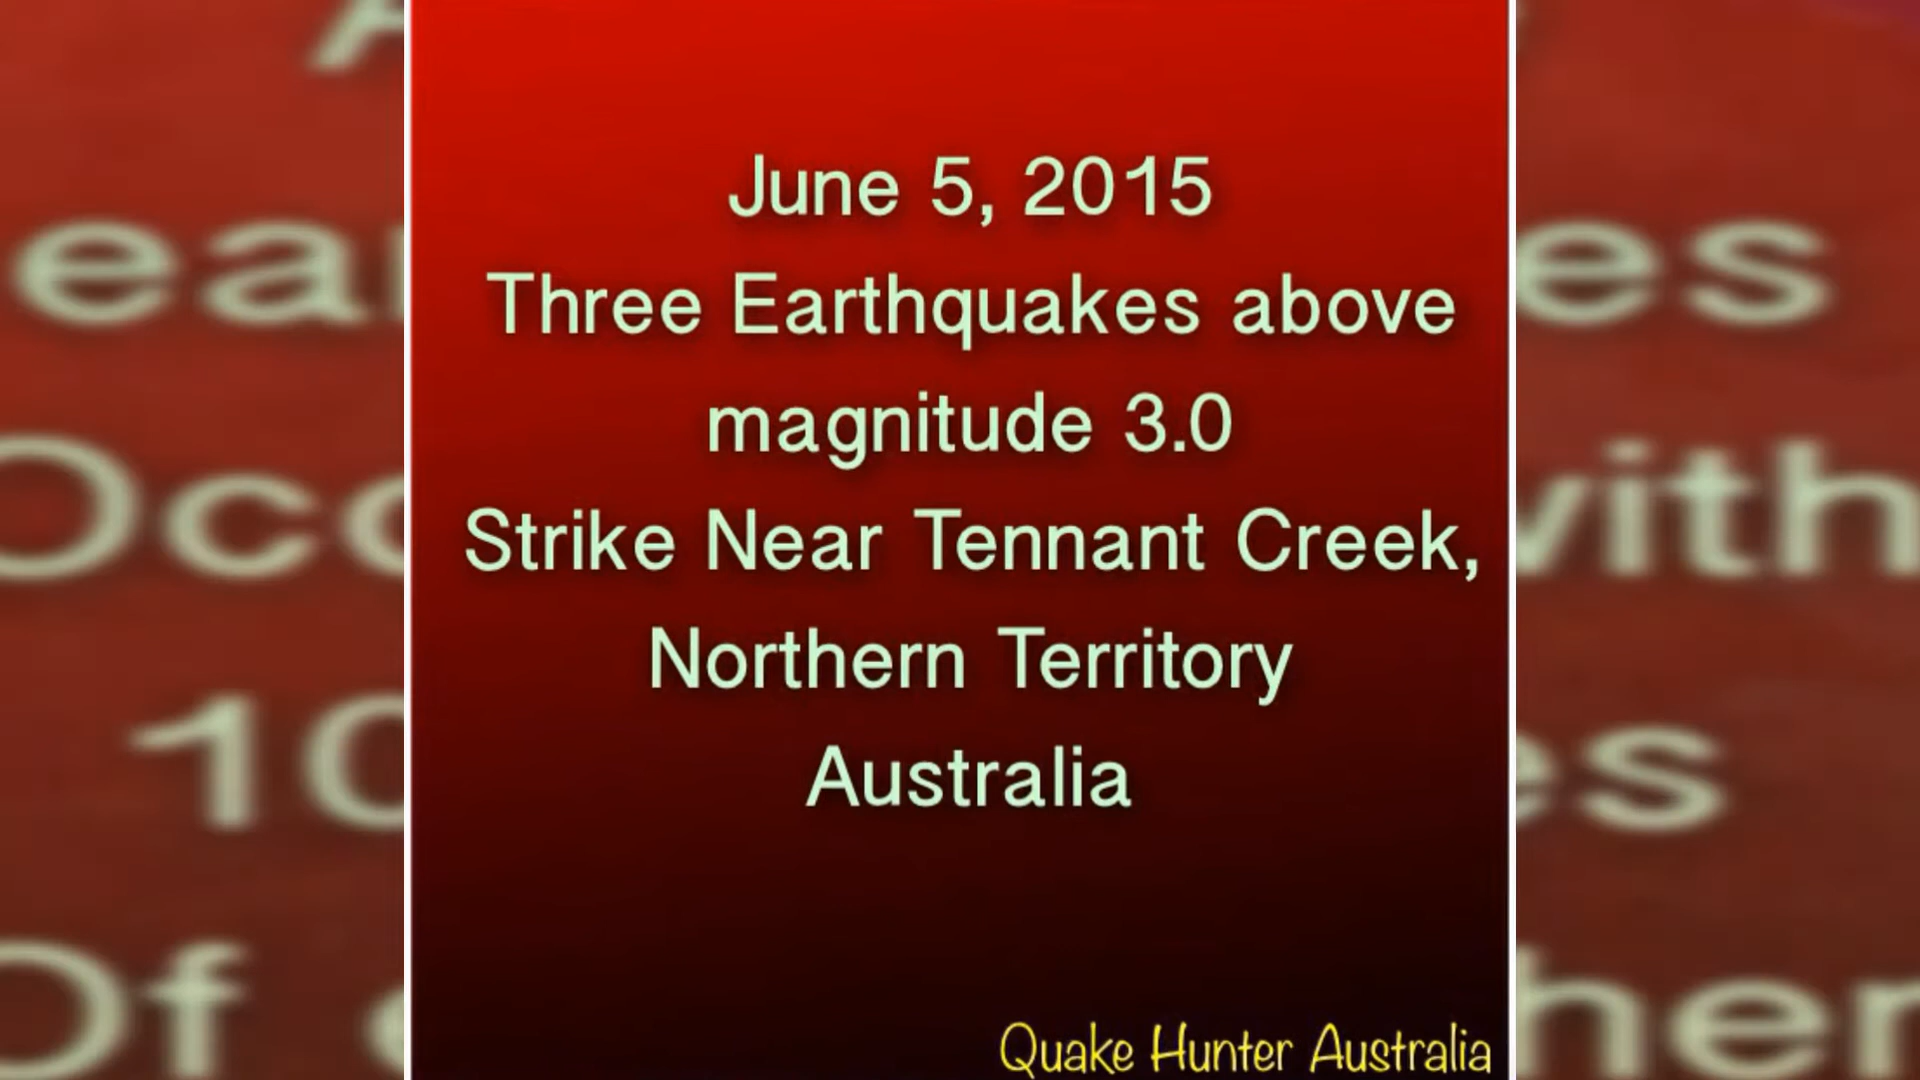 June 5, 2015
Three Earthquakes above
magnitude 3.0
Strike Near Tennant Creek,
Northern Territory
Australia
Quake Hunter Australia